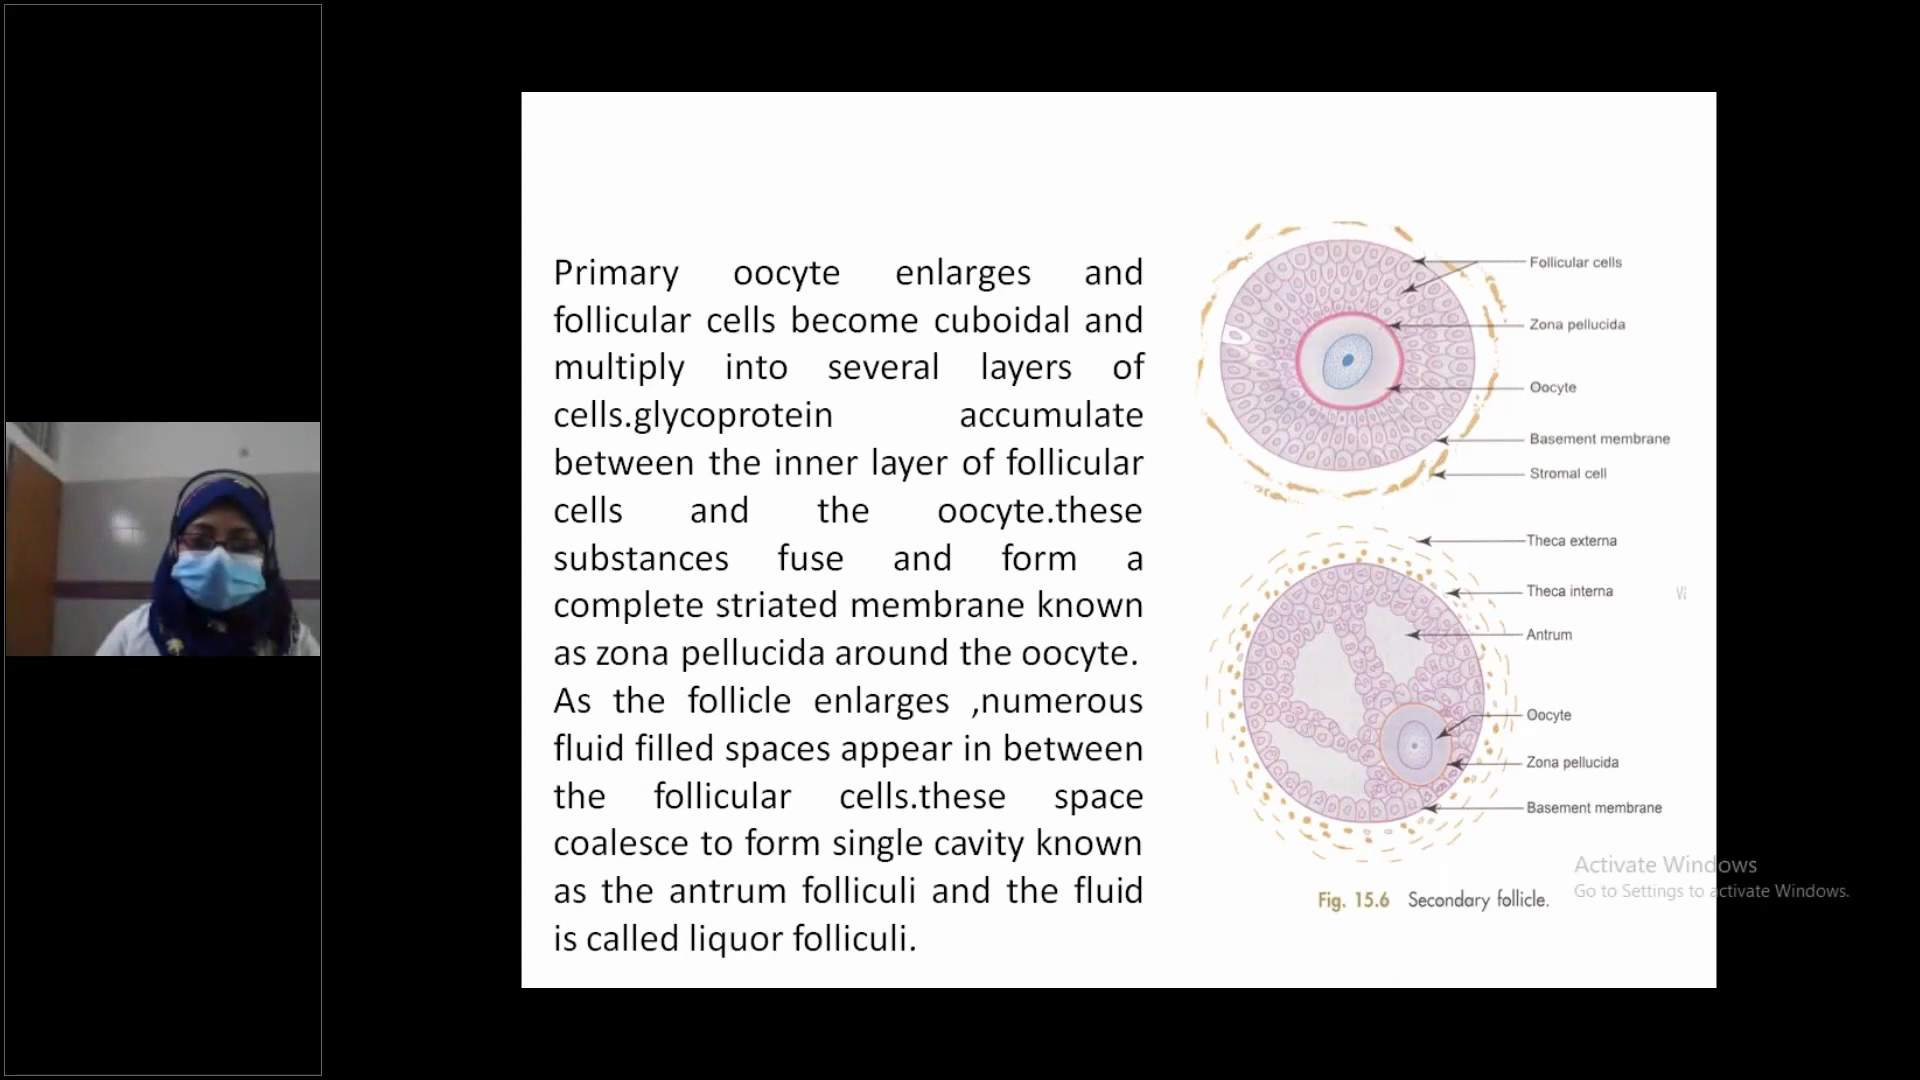 Primary oocyte enlarges and
follicular cells become cuboidal and
multiply into several layers of
cells.glycoprotein accumulate
between the inner layer of follicular
cells and the oocyte.these
substances fuse and form a
complete striated membrane known
as zona pellucida around the oocyte.
As the follicle enlarges ,numerous
fluid filled spaces appear in between
the follicular cells.these space
coalesce to form single cavity known
as the antrum folliculi and the fluid
is called liquor folliculi.
Follicular cells
Zona pellucida
Oocyte
Basement membrane
Stromal cell
Theca externa
Theca interna
Antrum
Oocyte
Zona pellucida
Basement membrane
Fig. 15.6 Secondary follicle.
Activate Windows
Go to Settings to activate Windows.